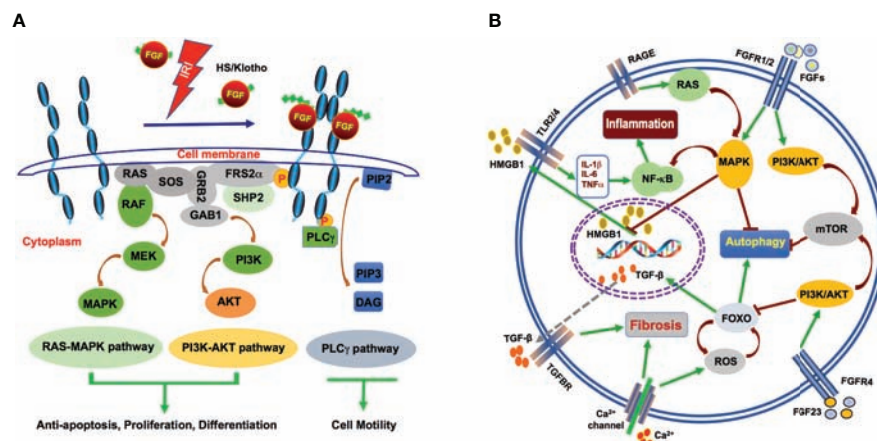 A
FGF
IRI
HS/Klotho
FGF
FGF
FGF
Cell membrane
RAS
SOS
GRB2
FRS2α
P
PIP2
RAF
SHP2
GAB1
P
Cytoplasm
PLCγ
MEK
PI3K
PIP3
MAPK
AKT
DAG
RAS-MAPK pathway
PI3K-AKT pathway
PLCγ pathway
Anti-apoptosis, Proliferation, Differentiation
Cell Motility
B
RAGE
FGFR1/2
FGFs
RAS
TLR2/4
Inflammation
HMGB1
IL-1β
IL-6
TNFα
NF-κB
MAPK
PI3K/AKT
HMGB1
Autophagy
mTOR
TGF-β
PI3K/AKT
FOXO
Fibrosis
TGF-β
TGFBR
ROS
FGFR4
Ca²⁺
channel
FGF23
Ca²⁺